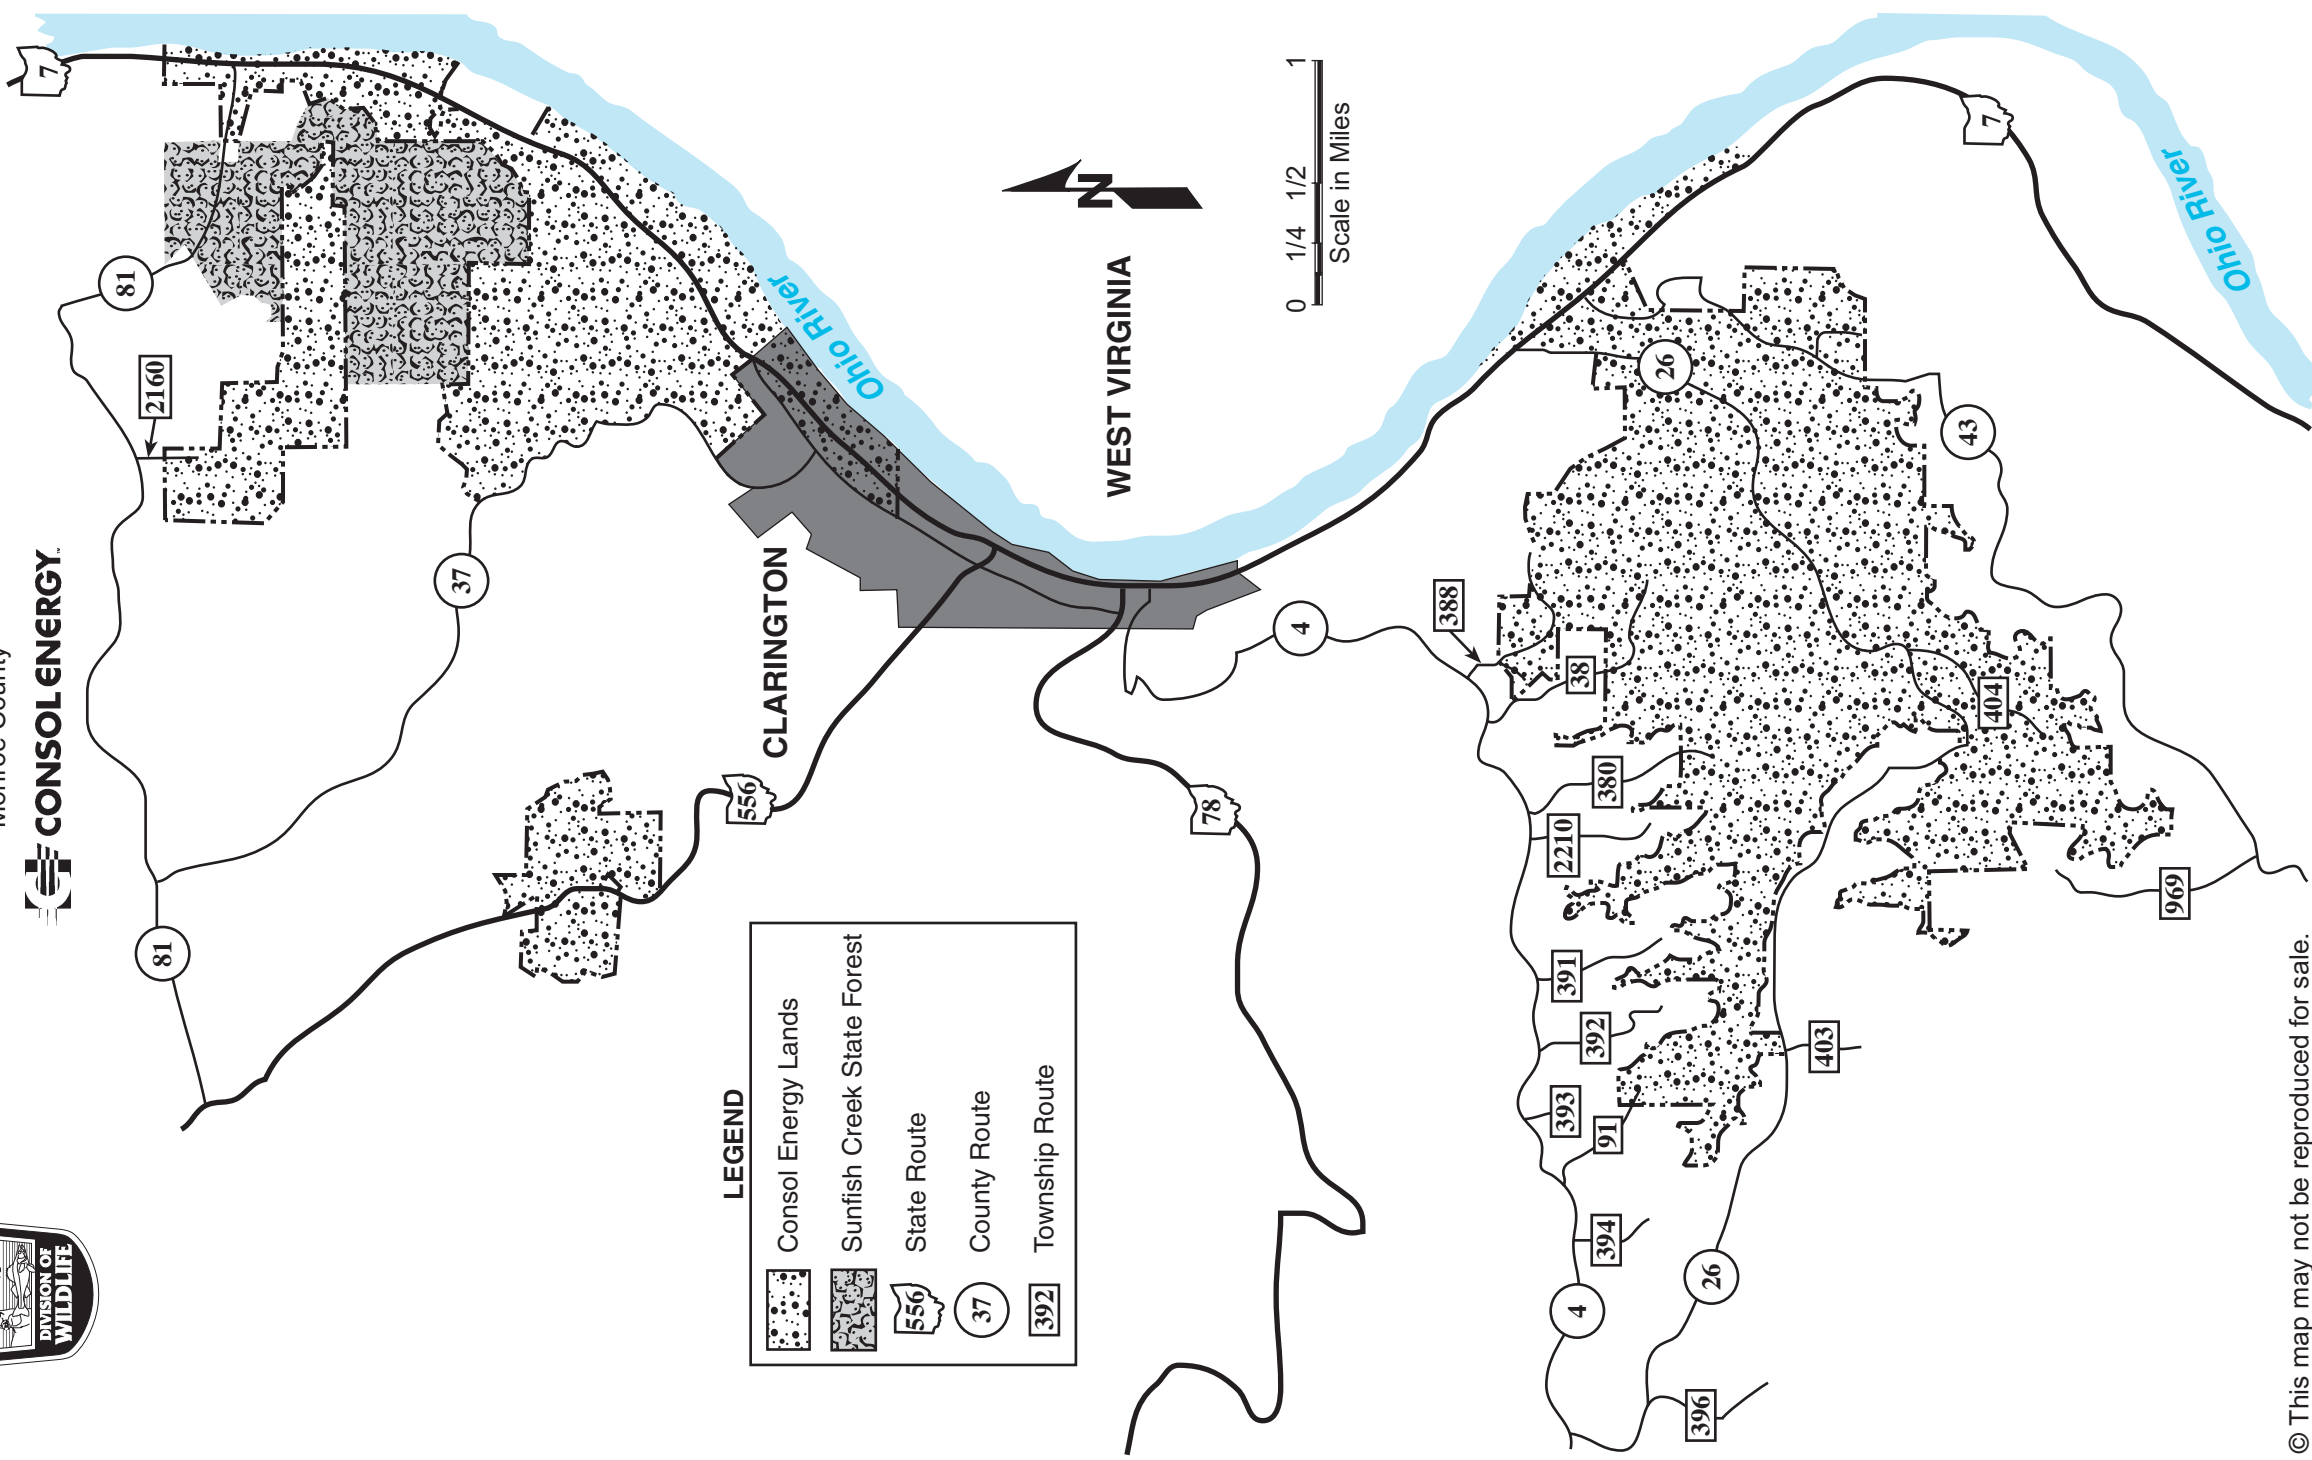 Monroe County
CONSOL ENERGY™
DIVISION OF
WILDLIFE
7
81
2160
37
81
556
CLARINGTON
Ohio River
WEST VIRGINIA
N
0 1/4 1/2 1
Scale in Miles
LEGEND
Consol Energy Lands
Sunfish Creek State Forest
556 State Route
37 County Route
392 Township Route
78
4
388
38
380
2210
391
392
393
91
394
4
26
396
403
404
969
43
26
7
Ohio River
© This map may not be reproduced for sale.